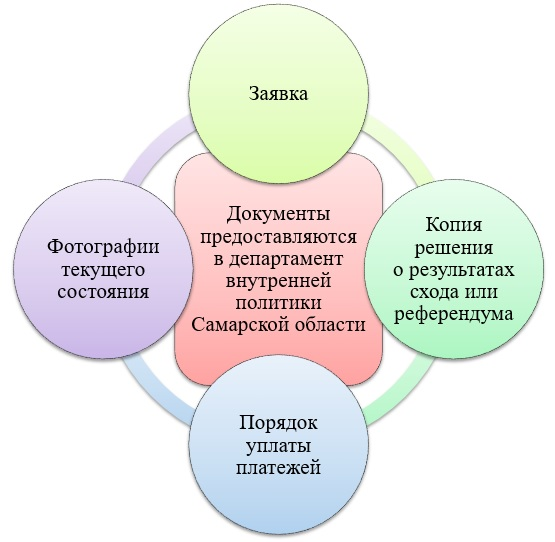 Заявка
Документы
предоставляются
в департамент
внутренней
политики
Самарской области
Фотографии
текущего
состояния
Копия
решения
о результатах
схода или
референдума
Порядок
уплаты
платежей